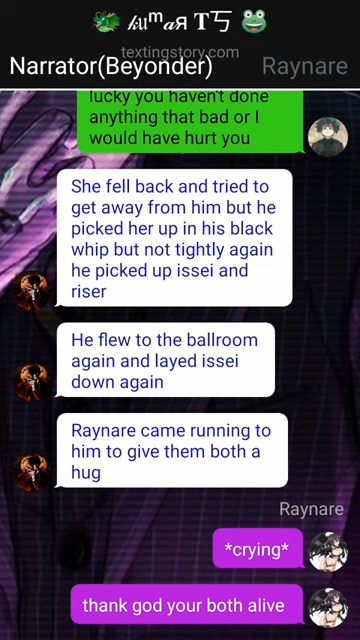 𝓴𝓲𝓾ᵐ𝒂𝑹 𝐓丂
textingstory.com
Narrator(Beyonder) Raynare
lucky you haven't done
anything that bad or I
would have hurt you
She fell back and tried to
get away from him but he
picked her up in his black
whip but not tightly again
he picked up issei and
riser
He flew to the ballroom
again and layed issei
down again
Raynare came running to
him to give them both a
hug
Raynare
*crying*
thank god your both alive